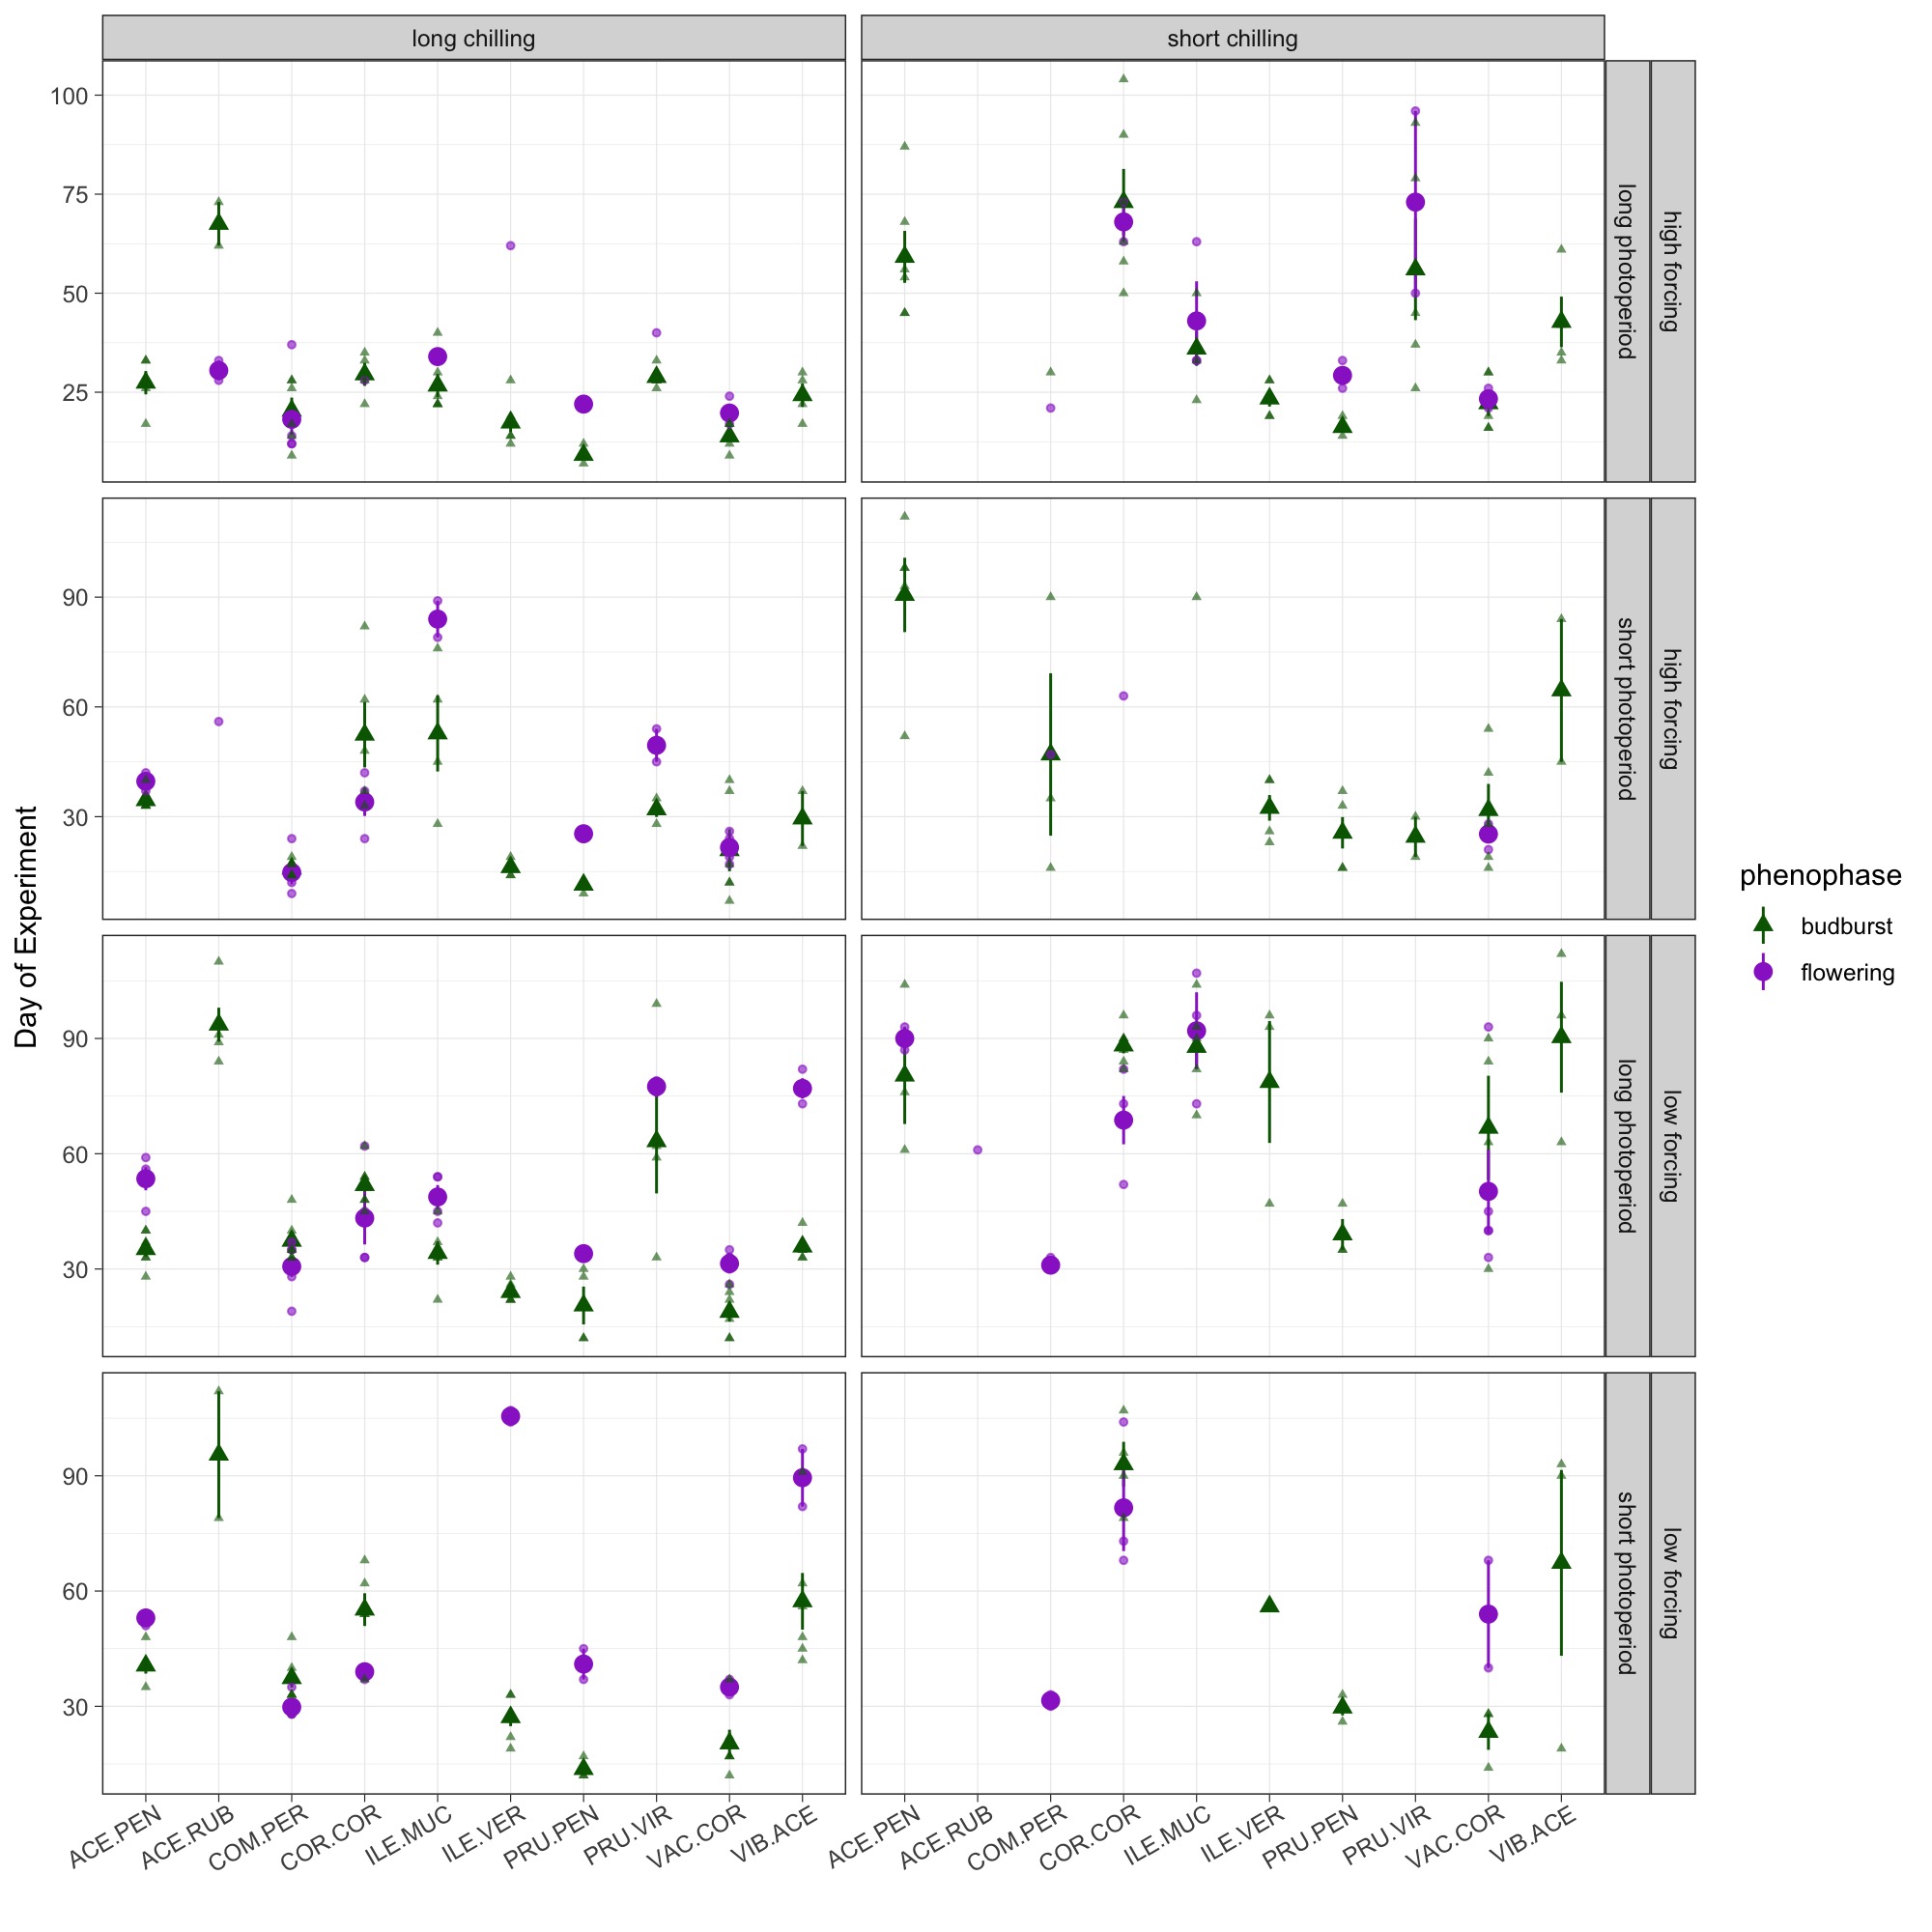 long chilling
short chilling
100
75
50
25
long photoperiod
high forcing
90
60
30
short photoperiod
high forcing
90
60
30
long photoperiod
low forcing
90
60
30
short photoperiod
low forcing
Day of Experiment
ACE.PEN
ACE.RUB
COM.PER
COR.COR
ILE.MUC
ILE.VER
PRU.PEN
PRU.VIR
VAC.COR
VIB.ACE
ACE.PEN
ACE.RUB
COM.PER
COR.COR
ILE.MUC
ILE.VER
PRU.PEN
PRU.VIR
VAC.COR
VIB.ACE
phenophase
budburst
flowering